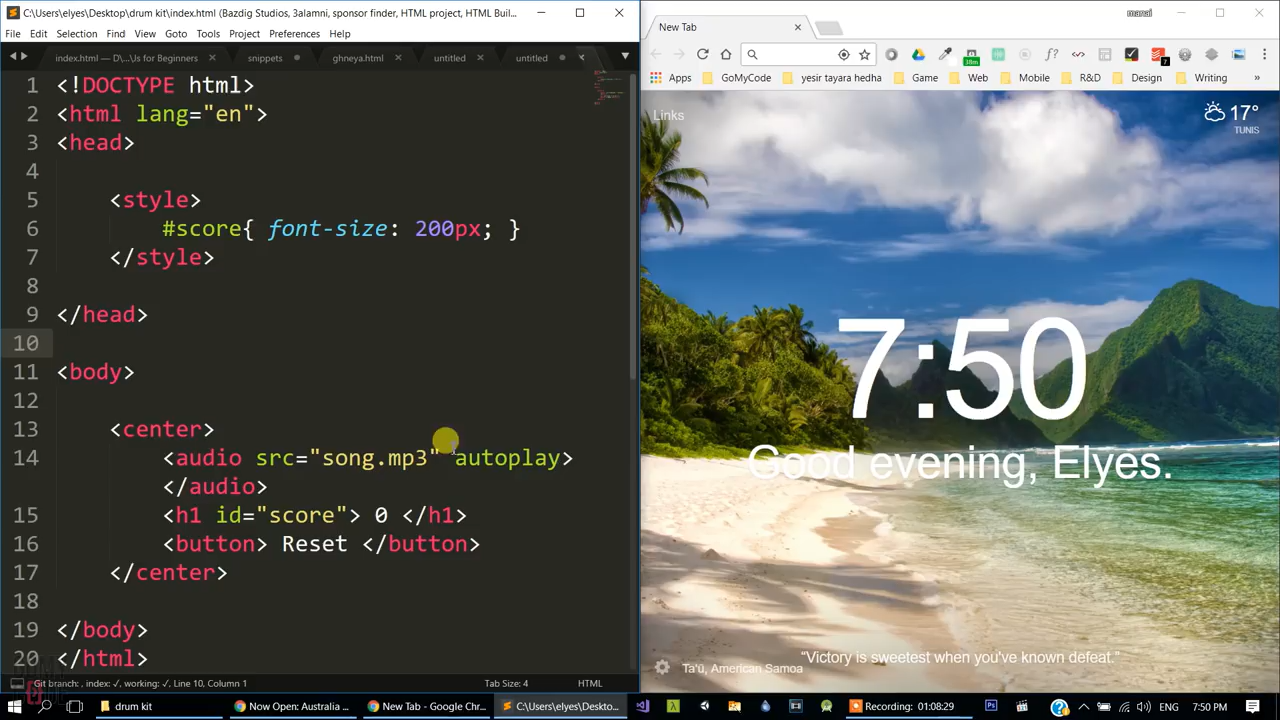 C:\Users\elyes\Desktop\drum kit\index.html (Bazdig Studios, 3alamni, sponsor finder, HTML project, HTML Buil...
File Edit Selection Find View Goto Tools Project Preferences Help
index.html — D\...\Js for Beginners snippets ghneya.html untitled untitled
1 <!DOCTYPE html>
2 <html lang="en">
3 <head>
4
5 <style>
6 #score{ font-size: 200px; }
7 </style>
8
9 </head>
10
11 <body>
12
13 <center>
14 <audio src="song.mp3" autoplay>
</audio>
15 <h1 id="score"> 0 </h1>
16 <button> Reset </button>
17 </center>
18
19 </body>
20 </html>
Git branch: , index: ✓, working: ✓, Line 10, Column 1 Tab Size: 4 HTML
manai
New Tab
38m
7
Apps GoMyCode yesir tayara hedha Game Web Mobile R&D Design Writing »
Links
17°
TUNIS
7:50
Good evening, Elyes.
“Victory is sweetest when you've known defeat.”
Ta'ū, American Samoa
drum kit Now Open: Australia ... New Tab - Google Chr... C:\Users\elyes\Deskto... Recording: 01:08:29 ENG 7:50 PM